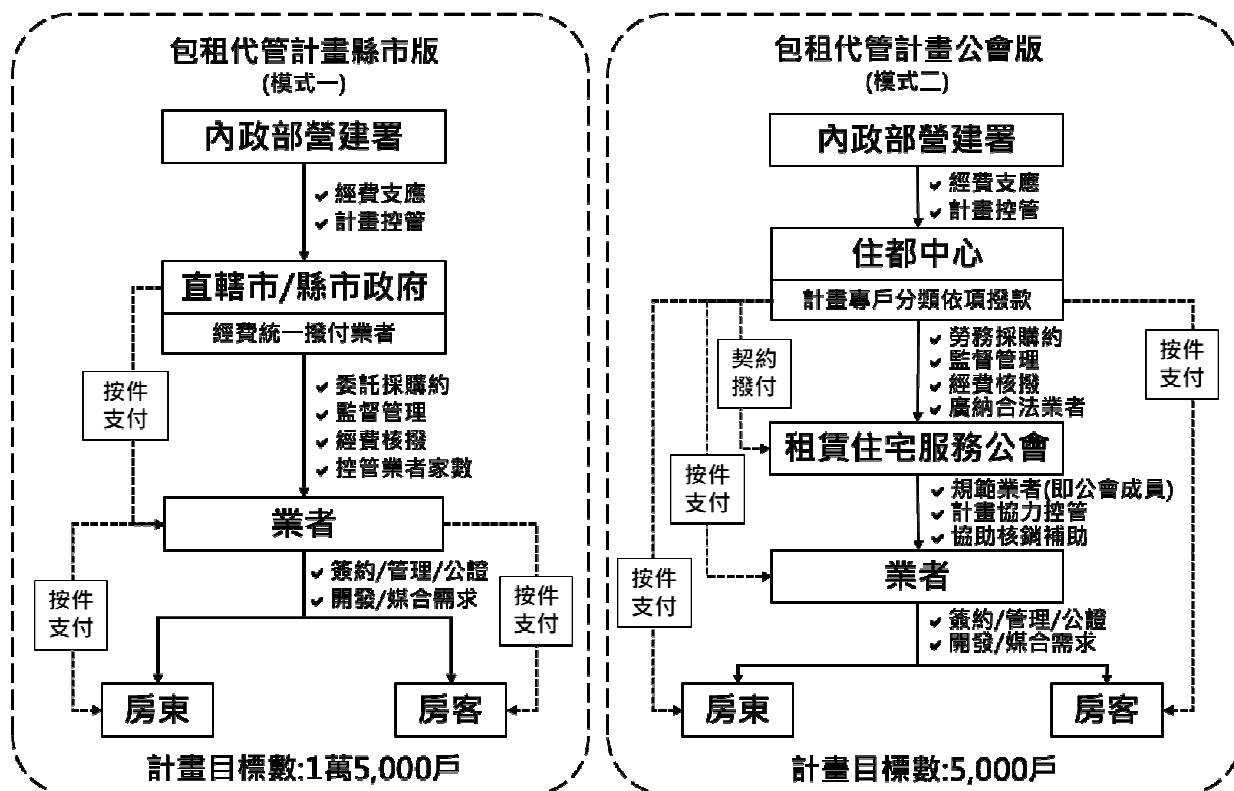 包租代管計畫縣市版
(模式一)
內政部營建署
✔ 經費支應
✔ 計畫控管
直轄市/縣市政府
經費統一撥付業者
按件
支付
✔ 委託採購約
✔ 監督管理
✔ 經費核撥
✔ 控管業者家數
業者
✔ 簽約/管理/公證
✔ 開發/媒合需求
按件
支付
按件
支付
房東
房客
計畫目標數:1萬5,000戶
包租代管計畫公會版
(模式二)
內政部營建署
✔ 經費支應
✔ 計畫控管
住都中心
計畫專戶分類依項撥款
✔ 勞務採購約
✔ 監督管理
✔ 經費核撥
✔ 廣納合法業者
契約
撥付
按件
支付
租賃住宅服務公會
✔ 規範業者(即公會成員)
✔ 計畫協力控管
✔ 協助核銷補助
按件
支付
業者
按件
支付
✔ 簽約/管理/公證
✔ 開發/媒合需求
房東
房客
計畫目標數:5,000戶